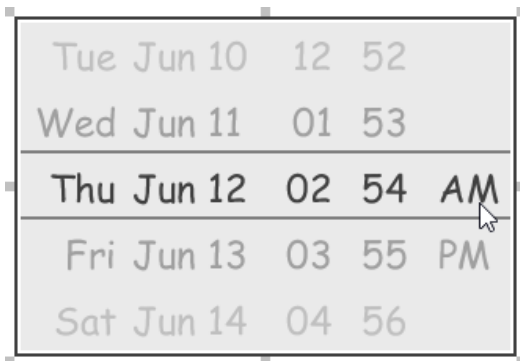 Tue Jun 10 12 52
Wed Jun 11 01 53
Thu Jun 12 02 54 AM
Fri Jun 13 03 55 PM
Sat Jun 14 04 56